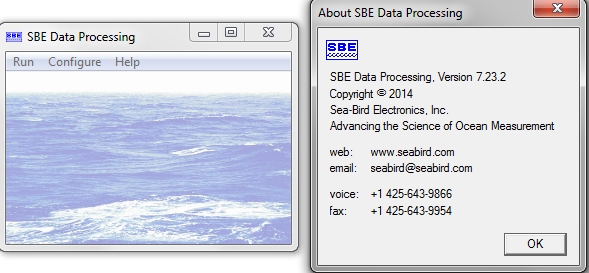 SBE SBE Data Processing
Run Configure Help
About SBE Data Processing
SBE
SBE Data Processing, Version 7.23.2
Copyright © 2014
Sea-Bird Electronics, Inc.
Advancing the Science of Ocean Measurement
web: www.seabird.com
email: seabird@seabird.com
voice: +1 425-643-9866
fax: +1 425-643-9954
OK